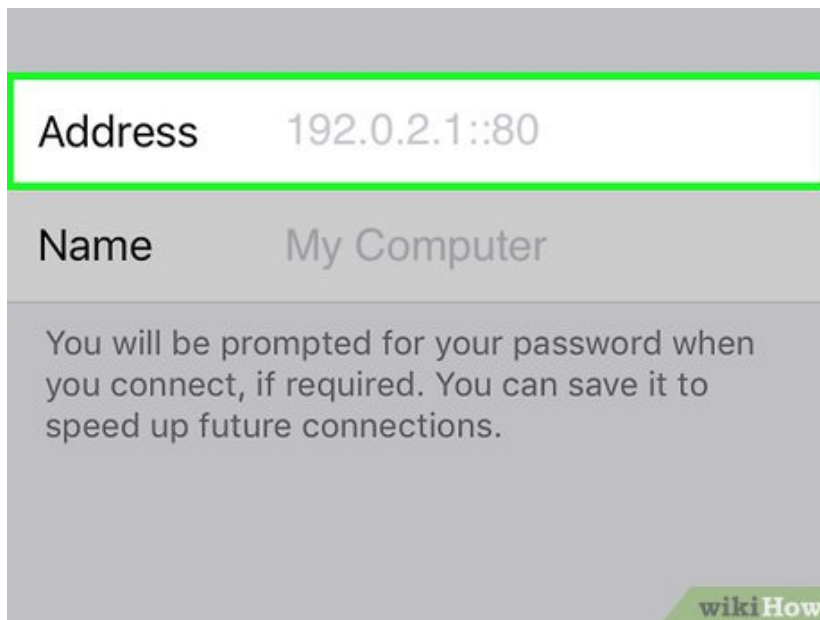 Address 192.0.2.1::80
Name My Computer
You will be prompted for your password when
you connect, if required. You can save it to
speed up future connections.
wikiHow